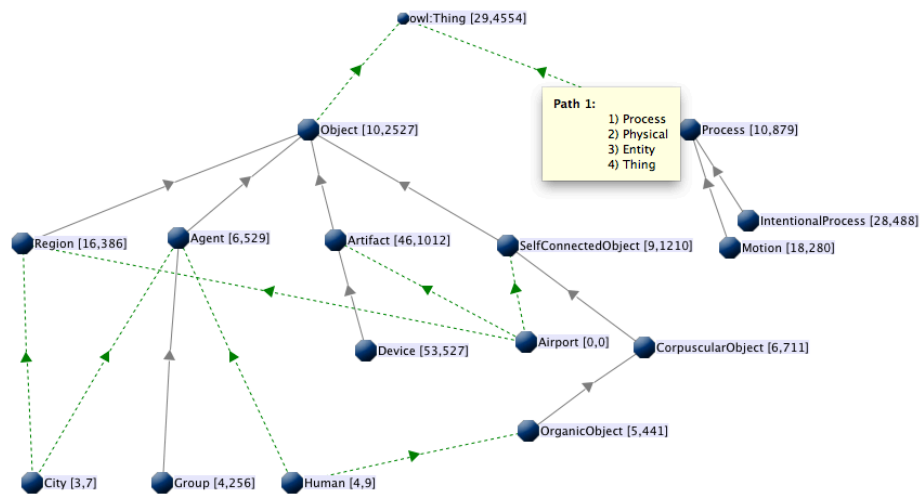 owl:Thing [29,4554]
Path 1:
1) Process
2) Physical
3) Entity
4) Thing
Object [10,2527]
Process [10,879]
IntentionalProcess [28,488]
Motion [18,280]
Region [16,386]
Agent [6,529]
Artifact [46,1012]
SelfConnectedObject [9,1210]
Device [53,527]
Airport [0,0]
CorpuscularObject [6,711]
OrganicObject [5,441]
City [3,7]
Group [4,256]
Human [4,9]